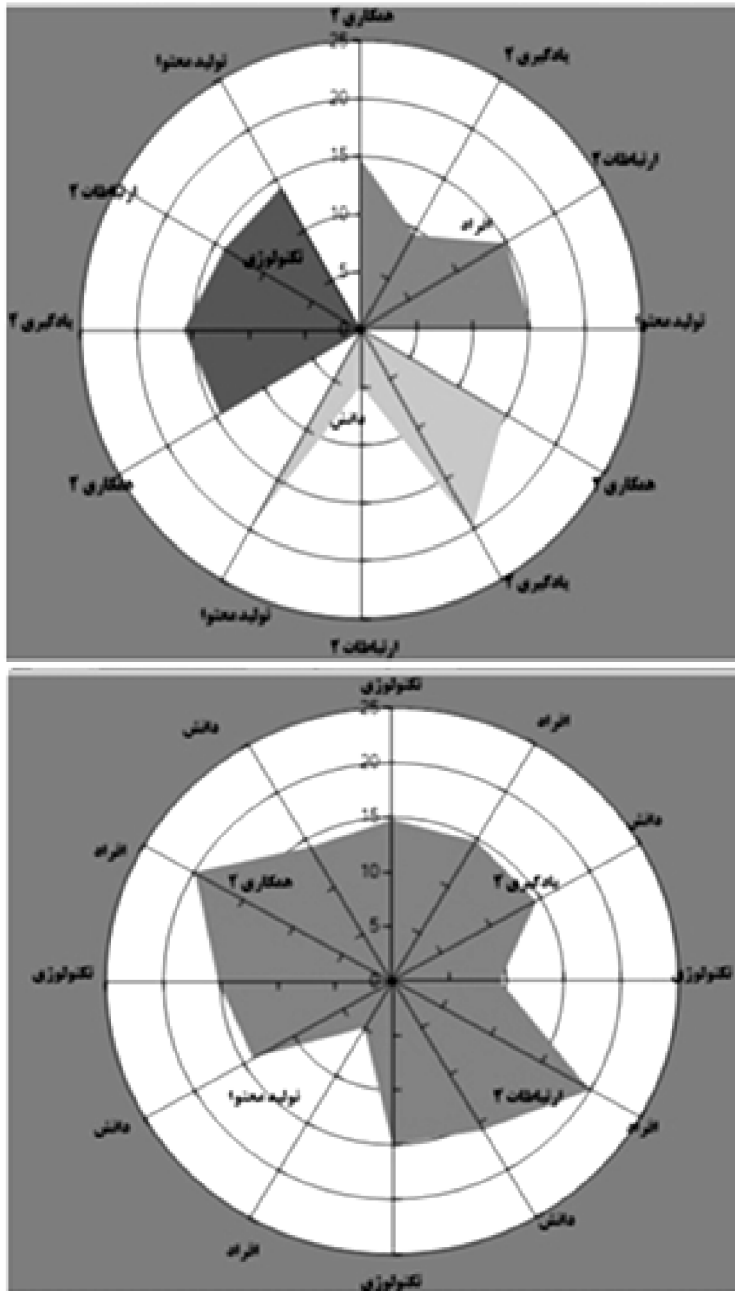 همکاری ۲
25
یادگیری ۲
تولید محتوا
20
ارتباطات ۲
15
ارتباطات ۲
افراد
10
تکنولوژی
5
یادگیری ۲
0
تولید محتوا
دانش
همکاری ۲
همکاری ۲
یادگیری ۲
تولید محتوا
ارتباطات ۲
تکنولوژی
25
افراد
دانش
20
15
دانش
افراد
همکاری ۲
10
یادگیری ۲
5
تکنولوژی
0
تکنولوژی
تولید محتوا
ارتباطات ۲
دانش
افراد
دانش
افراد
تکنولوژی